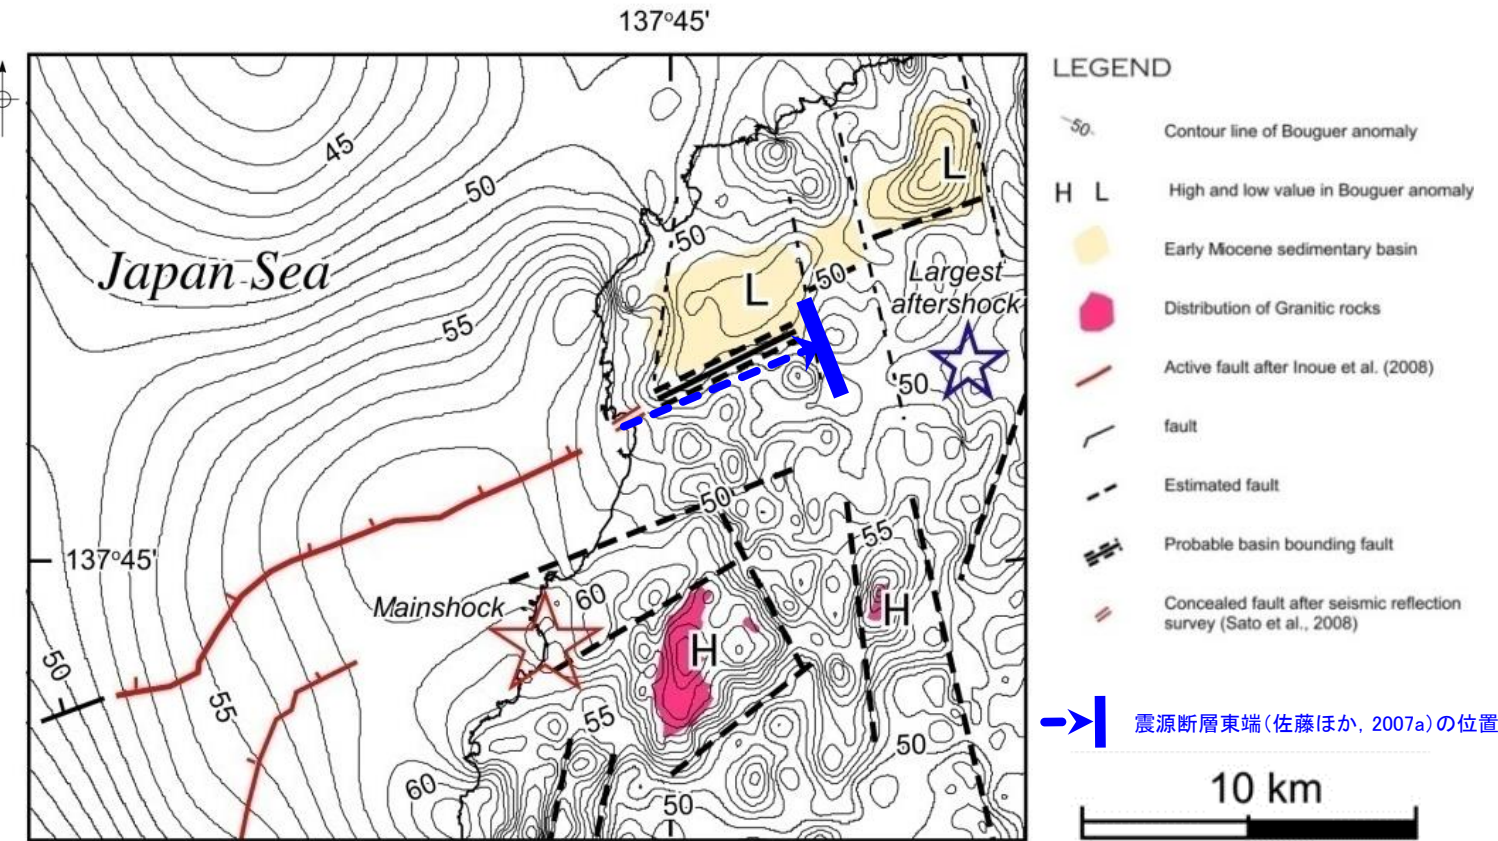 137°45'
45
50
Japan Sea
50
55
L
L
50
Largest
aftershock
50
50
137°45'
Mainshock
60
55
H
H
50
55
55
60
50
50
LEGEND
50
Contour line of Bouguer anomaly
H L
High and low value in Bouguer anomaly
Early Miocene sedimentary basin
Distribution of Granitic rocks
Active fault after Inoue et al. (2008)
fault
Estimated fault
Probable basin bounding fault
Concealed fault after seismic reflection
survey (Sato et al., 2008)
震源断層東端(佐藤ほか, 2007a)の位置
10 km